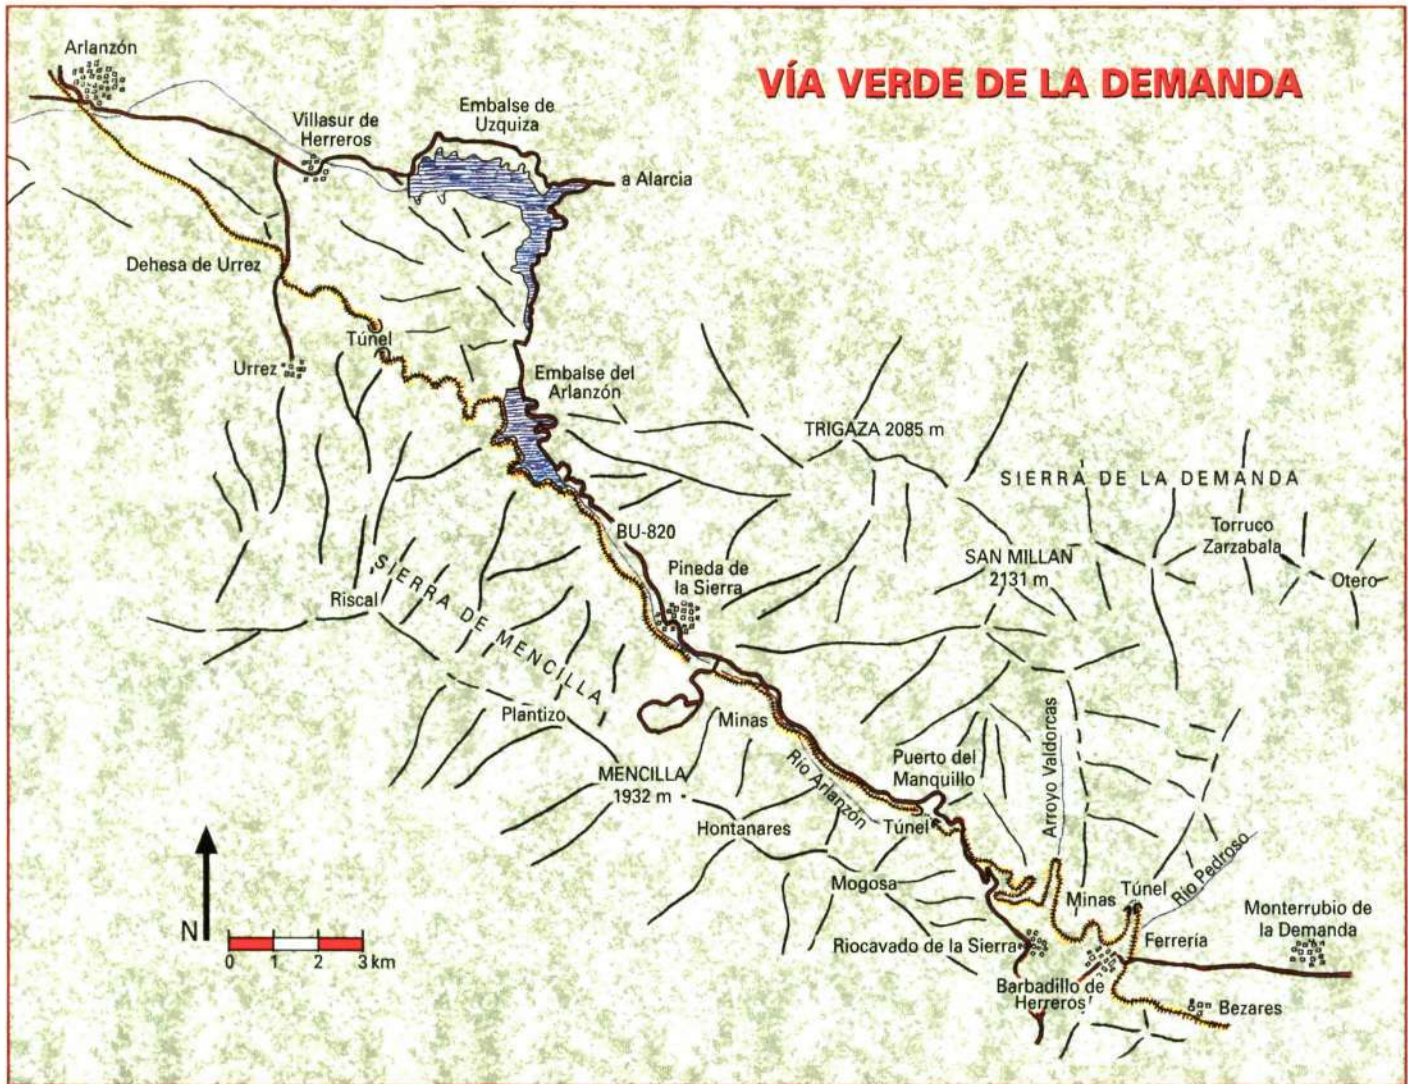 VÍA VERDE DE LA DEMANDA
Arlanzón
Villasur de
Herreros
Embalse de
Uzquiza
a Alarcia
Dehesa de Urrez
Túnel
Urrez
Embalse del
Arlanzón
TRIGAZA 2085 m
SIERRA DE LA DEMANDA
Torruco
Zarzabala
Otero
SAN MILLAN
2131 m
BU-820
Pineda de
la Sierra
SIERRA DE MENCILLA
Riscal
Plantizo
Minas
MENCILLA
1932 m
Río Arlanzón
Puerto del
Manquillo
Arroyo Valdorcas
Hontanares
Túnel
Mogosa
Minas
Túnel
Río Pedroso
Monterrubio de
la Demanda
Riocavado de la Sierra
Ferrería
Barbadillo de
Herreros
Bezares
N
0 1 2 3 km